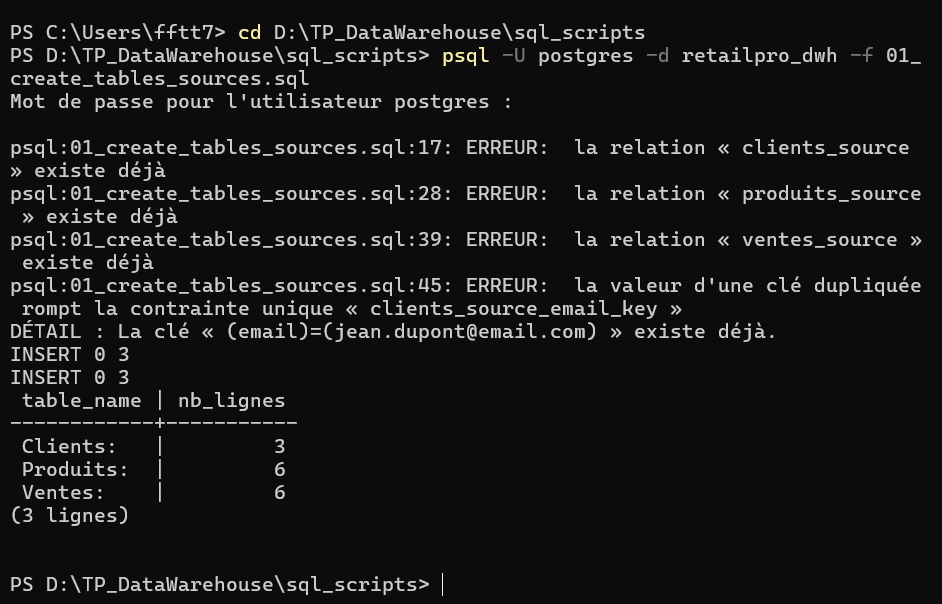 PS C:\Users\fftt7> cd D:\TP_DataWarehouse\sql_scripts
PS D:\TP_DataWarehouse\sql_scripts> psql -U postgres -d retailpro_dwh -f 01_
create_tables_sources.sql
Mot de passe pour l'utilisateur postgres :
psql:01_create_tables_sources.sql:17: ERREUR:  la relation « clients_source
» existe déjà
psql:01_create_tables_sources.sql:28: ERREUR:  la relation « produits_source
 » existe déjà
psql:01_create_tables_sources.sql:39: ERREUR:  la relation « ventes_source »
 existe déjà
psql:01_create_tables_sources.sql:45: ERREUR:  la valeur d'une clé dupliquée
 rompt la contrainte unique « clients_source_email_key »
DÉTAIL : La clé « (email)=(jean.dupont@email.com) » existe déjà.
INSERT 0 3
INSERT 0 3
 table_name | nb_lignes
------------+-----------
 Clients:   |         3
 Produits:  |         6
 Ventes:    |         6
(3 lignes)
PS D:\TP_DataWarehouse\sql_scripts>